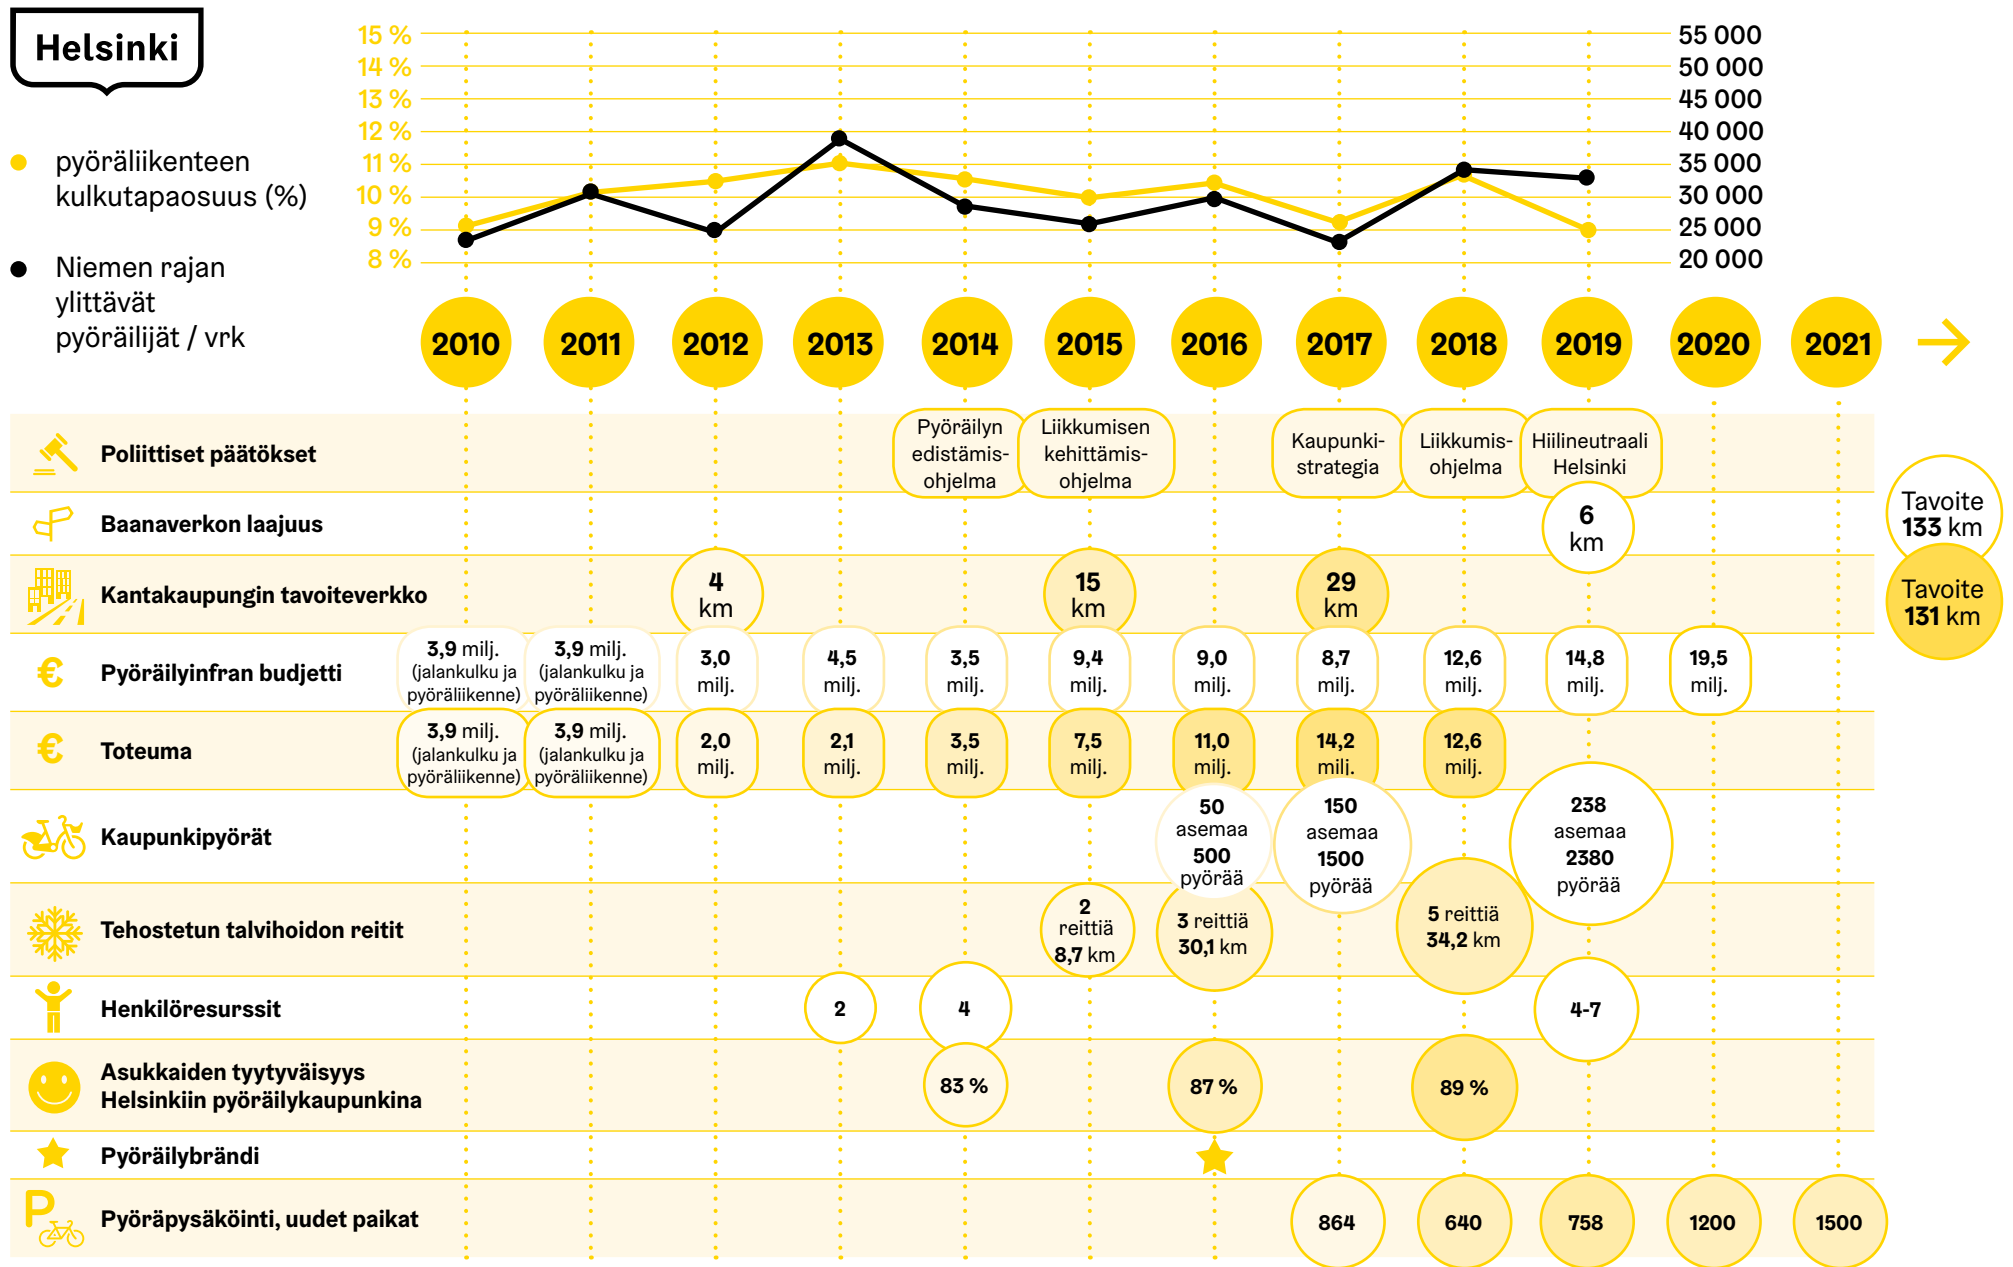 Helsinki
15 %
14 %
13 %
12 %
11 %
10 %
9 %
8 %
55 000
50 000
45 000
40 000
35 000
30 000
25 000
20 000
pyöräliikenteen
kulkutapaosuus (%)
Niemen rajan
ylittävät
pyöräilijät / vrk
2010 2011 2012 2013 2014 2015 2016 2017 2018 2019 2020 2021
Poliittiset päätökset
Pyöräilyn
edistämis-
ohjelma
Liikkumisen
kehittämis-
ohjelma
Kaupunki-
strategia
Liikkumis-
ohjelma
Hiilineutraali
Helsinki
Baanaverkon laajuus
6
km
Tavoite
133 km
Kantakaupungin tavoiteverkko
4
km
15
km
29
km
Tavoite
131 km
€
Pyöräilyinfran budjetti
3,9 milj.
(jalankulku ja
pyöräliikenne)
3,9 milj.
(jalankulku ja
pyöräliikenne)
3,0
milj.
4,5
milj.
3,5
milj.
9,4
milj.
9,0
milj.
8,7
milj.
12,6
milj.
14,8
milj.
19,5
milj.
€
Toteuma
3,9 milj.
(jalankulku ja
pyöräliikenne)
3,9 milj.
(jalankulku ja
pyöräliikenne)
2,0
milj.
2,1
milj.
3,5
milj.
7,5
milj.
11,0
milj.
14,2
milj.
12,6
milj.
Kaupunkipyörät
50
asemaa
500
pyörää
150
asemaa
1500
pyörää
238
asemaa
2380
pyörää
Tehostetun talvihoidon reitit
2
reittiä
8,7 km
3 reittiä
30,1 km
5 reittiä
34,2 km
Henkilöresurssit
2
4
4-7
Asukkaiden tyytyväisyys
Helsinkiin pyöräilykaupunkina
83 %
87 %
89 %
Pyöräilybrändi
P
Pyöräpysäköinti, uudet paikat
864
640
758
1200
1500